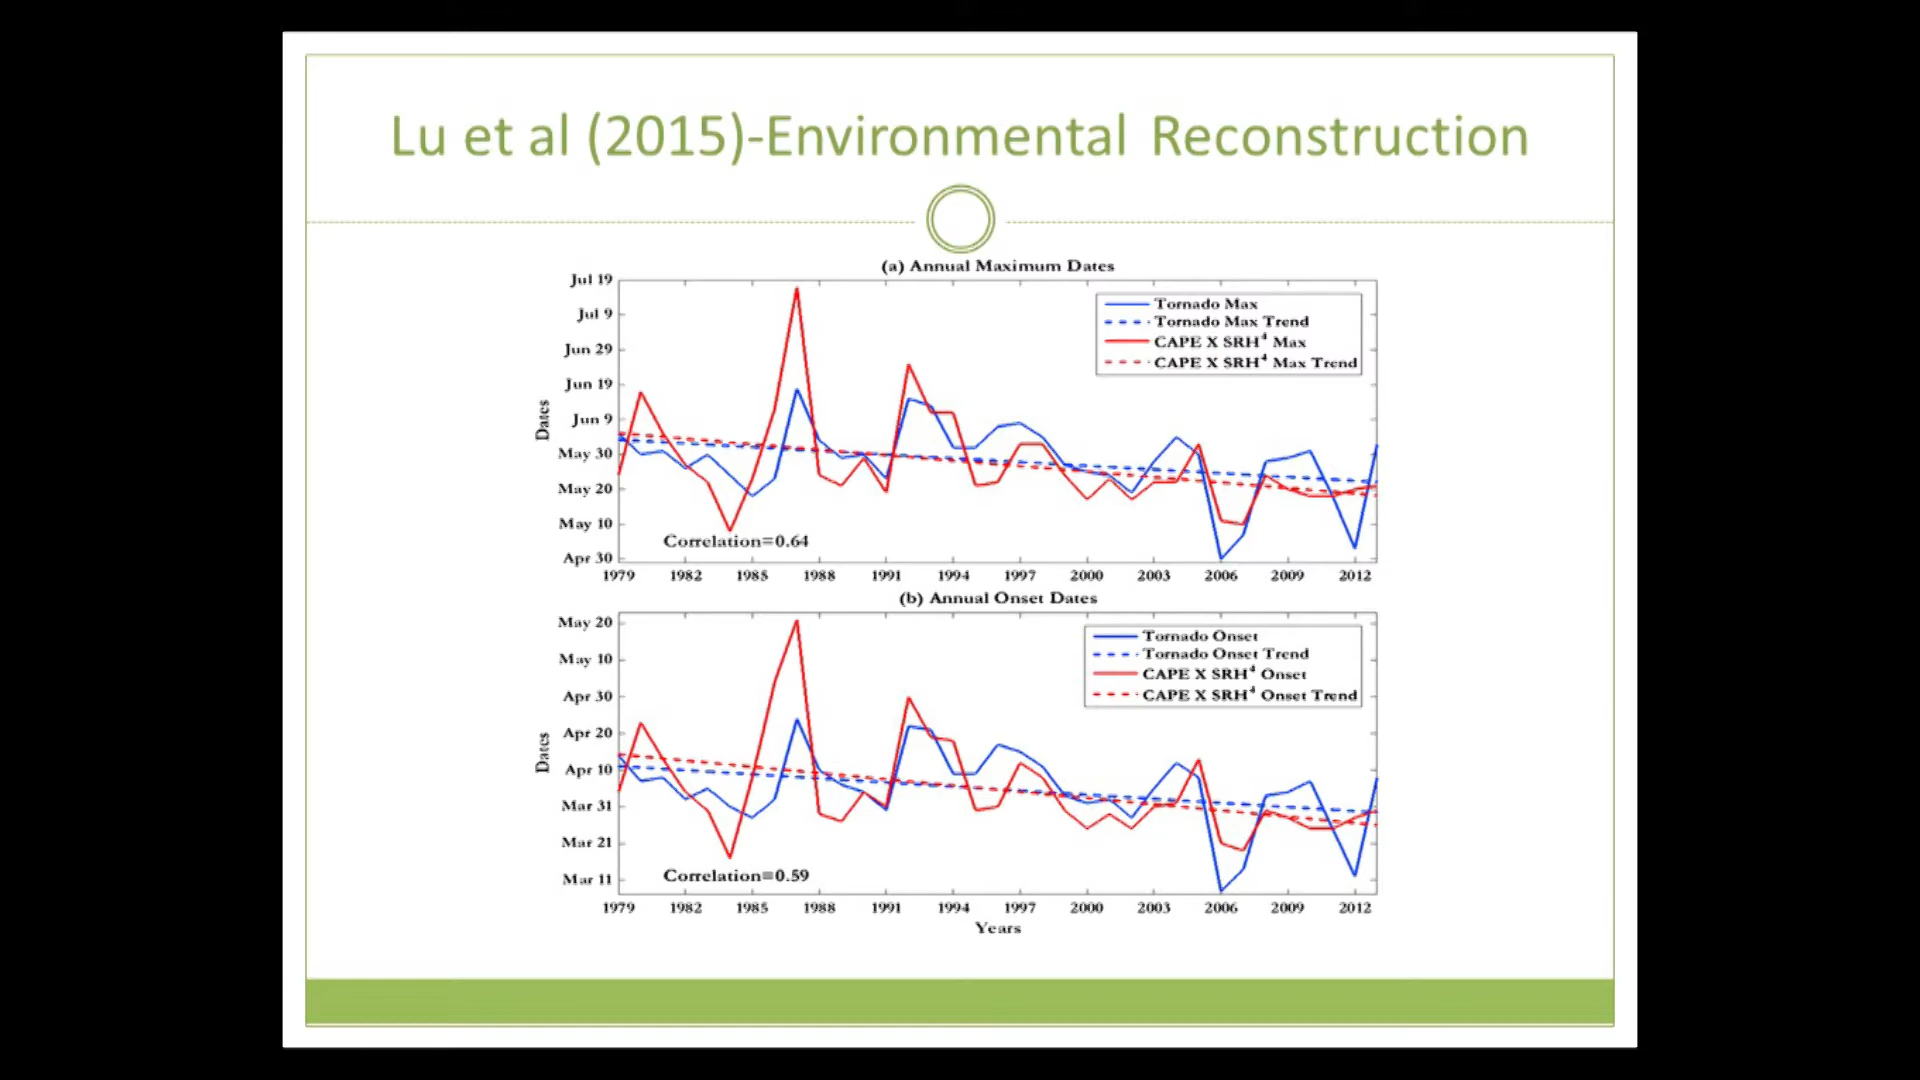 Lu et al (2015)-Environmental Reconstruction
(a) Annual Maximum Dates
Jul 19
Jul 9
Jun 29
Jun 19
Jun 9
May 30
May 20
May 10
Apr 30
Dates
Tornado Max
Tornado Max Trend
CAPE X SRH⁴ Max
CAPE X SRH⁴ Max Trend
Correlation=0.64
1979 1982 1985 1988 1991 1994 1997 2000 2003 2006 2009 2012
(b) Annual Onset Dates
May 20
May 10
Apr 30
Apr 20
Apr 10
Mar 31
Mar 21
Mar 11
Dates
Tornado Onset
Tornado Onset Trend
CAPE X SRH⁴ Onset
CAPE X SRH⁴ Onset Trend
Correlation=0.59
1979 1982 1985 1988 1991 1994 1997 2000 2003 2006 2009 2012
Years